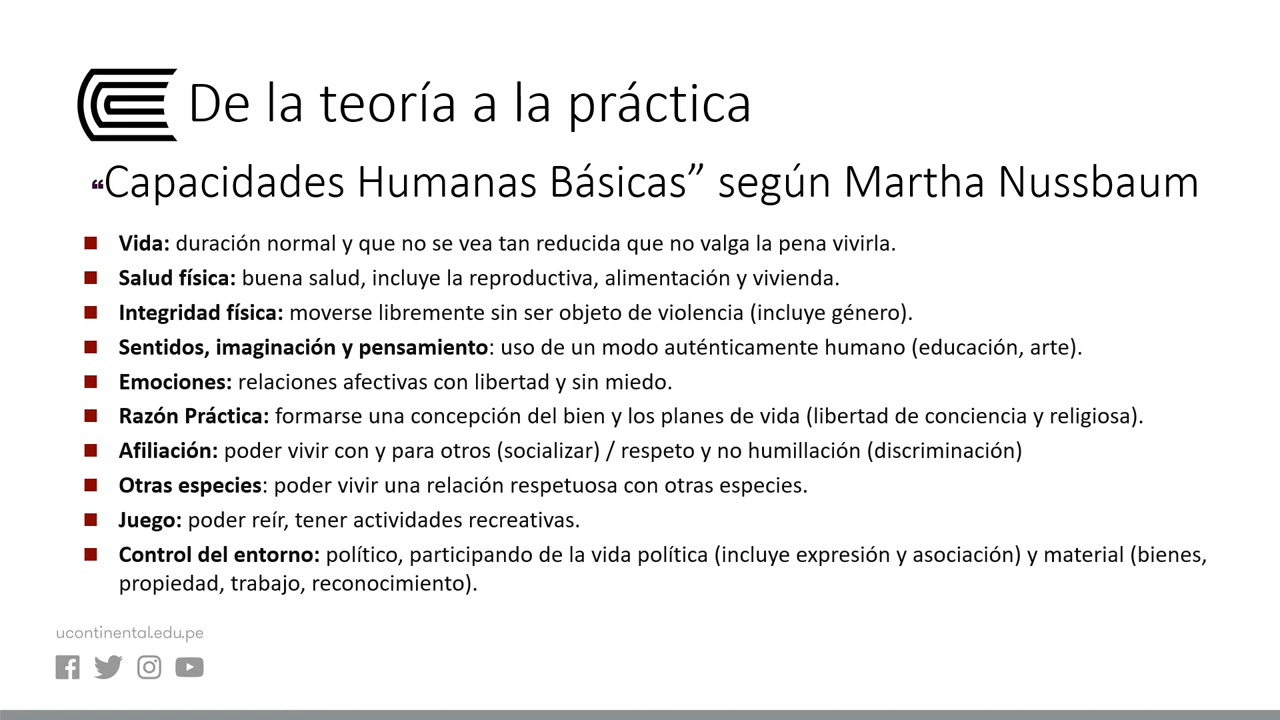 De la teoría a la práctica
“Capacidades Humanas Básicas” según Martha Nussbaum
Vida: duración normal y que no se vea tan reducida que no valga la pena vivirla.
Salud física: buena salud, incluye la reproductiva, alimentación y vivienda.
Integridad física: moverse libremente sin ser objeto de violencia (incluye género).
Sentidos, imaginación y pensamiento: uso de un modo auténticamente humano (educación, arte).
Emociones: relaciones afectivas con libertad y sin miedo.
Razón Práctica: formarse una concepción del bien y los planes de vida (libertad de conciencia y religiosa).
Afiliación: poder vivir con y para otros (socializar) / respeto y no humillación (discriminación)
Otras especies: poder vivir una relación respetuosa con otras especies.
Juego: poder reír, tener actividades recreativas.
Control del entorno: político, participando de la vida política (incluye expresión y asociación) y material (bienes,
propiedad, trabajo, reconocimiento).
ucontinental.edu.pe